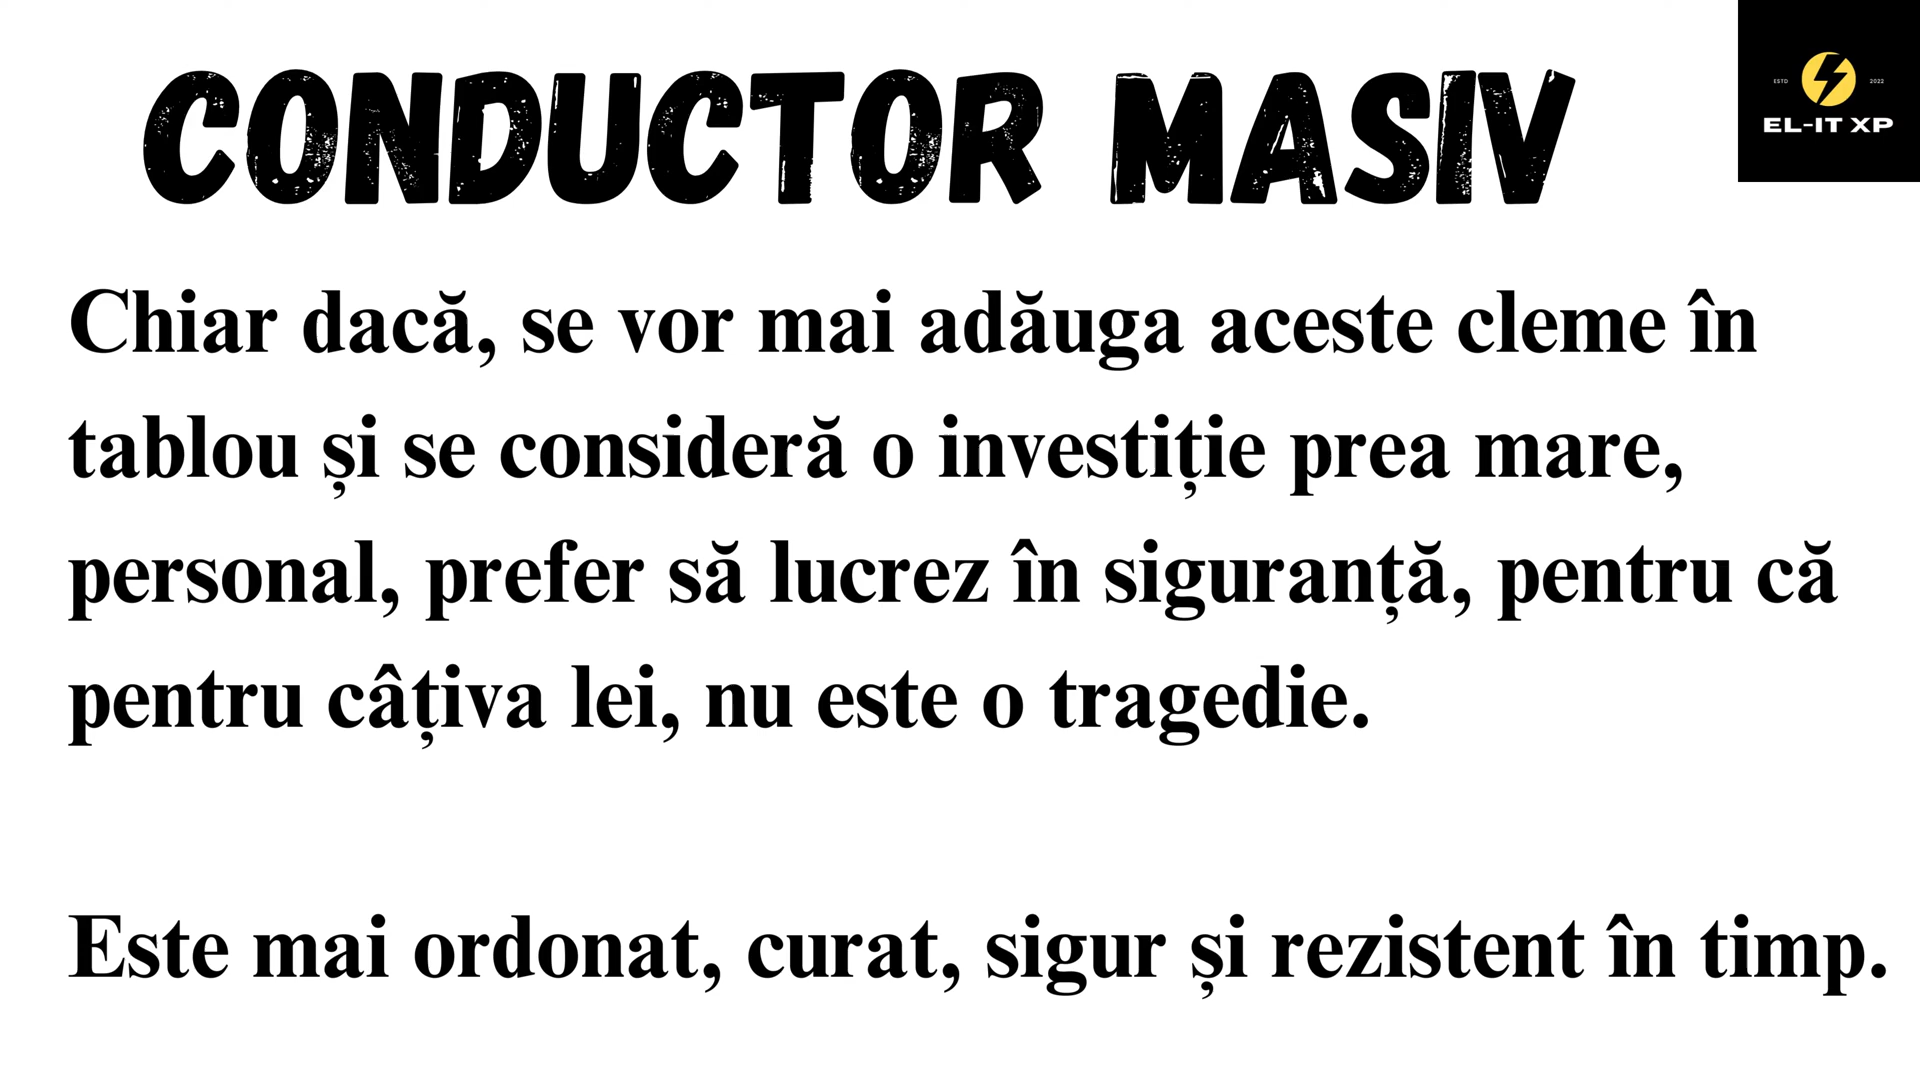 CONDUCTOR MASIV
ESTD 2022
EL-IT XP
Chiar dacă, se vor mai adăuga aceste cleme în
tablou și se consideră o investiție prea mare,
personal, prefer să lucrez în siguranță, pentru că
pentru câțiva lei, nu este o tragedie.
Este mai ordonat, curat, sigur și rezistent în timp.